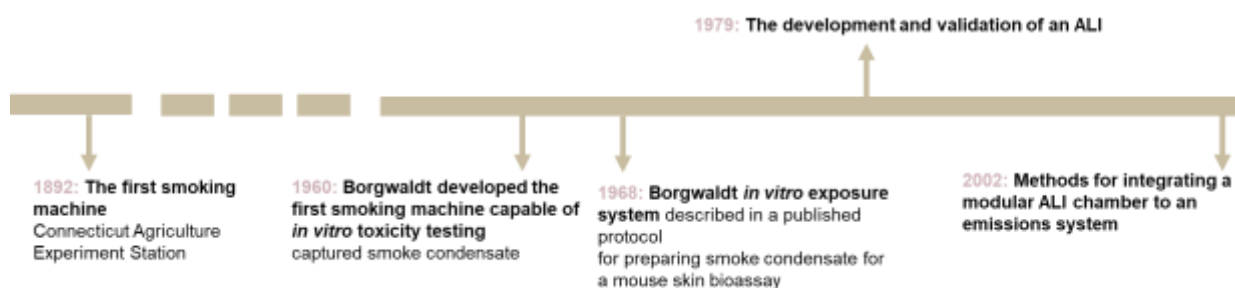 1979: The development and validation of an ALI
1892: The first smoking
machine
Connecticut Agriculture
Experiment Station
1960: Borgwaldt developed the
first smoking machine capable of
in vitro toxicity testing
captured smoke condensate
1968: Borgwaldt in vitro exposure
system described in a published
protocol
for preparing smoke condensate for
a mouse skin bioassay
2002: Methods for integrating a
modular ALI chamber to an
emissions system